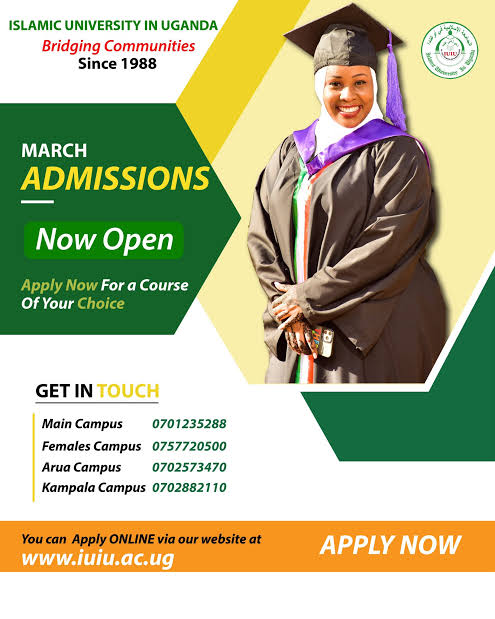 ISLAMIC UNIVERSITY IN UGANDA
Bridging Communities
Since 1988
IUIU
MARCH
ADMISSIONS
Now Open
Apply Now For a Course
Of Your Choice
GET IN TOUCH
Main Campus 0701235288
Females Campus 0757720500
Arua Campus 0702573470
Kampala Campus 0702882110
You can Apply ONLINE via our website at
www.iuiu.ac.ug
APPLY NOW